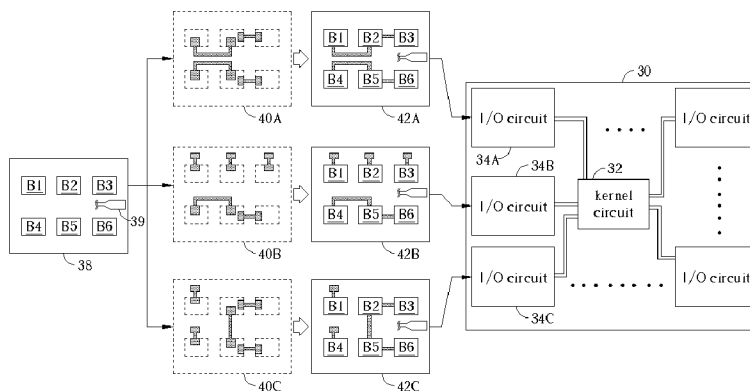 B1 B2 B3
B4 B5 B6
39
38
40A
B1 B2 B3
B4 B5 B6
42A
40B
B1 B2 B3
B4 B5 B6
42B
40C
B1 B2 B3
B4 B5 B6
42C
30
I/O circuit
34A
I/O circuit
34B
I/O circuit
34C
32
kernel
circuit
I/O circuit
I/O circuit